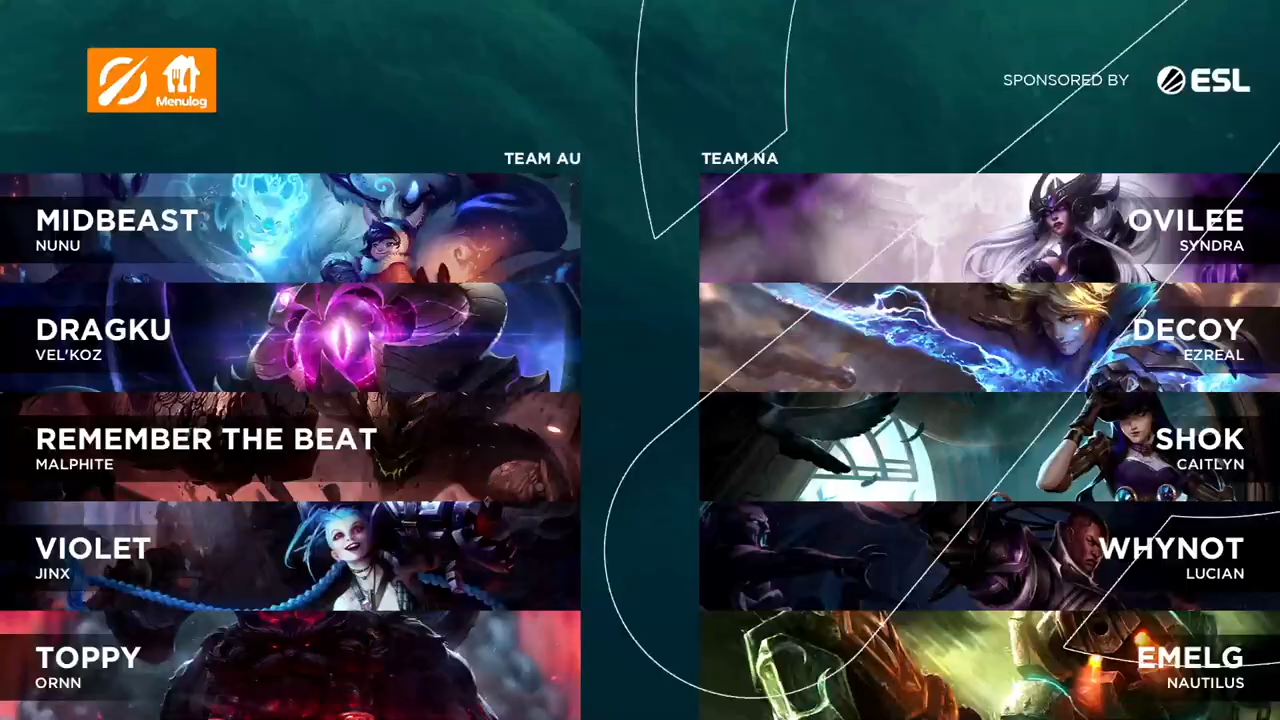 Menulog
SPONSORED BY
ESL
TEAM AU
MIDBEAST
NUNU
DRAGKU
VEL'KOZ
REMEMBER THE BEAT
MALPHITE
VIOLET
JINX
TOPPY
ORNN
TEAM NA
OVILEE
SYNDRA
DECOY
EZREAL
SHOK
CAITLYN
WHYNOT
LUCIAN
EMELG
NAUTILUS